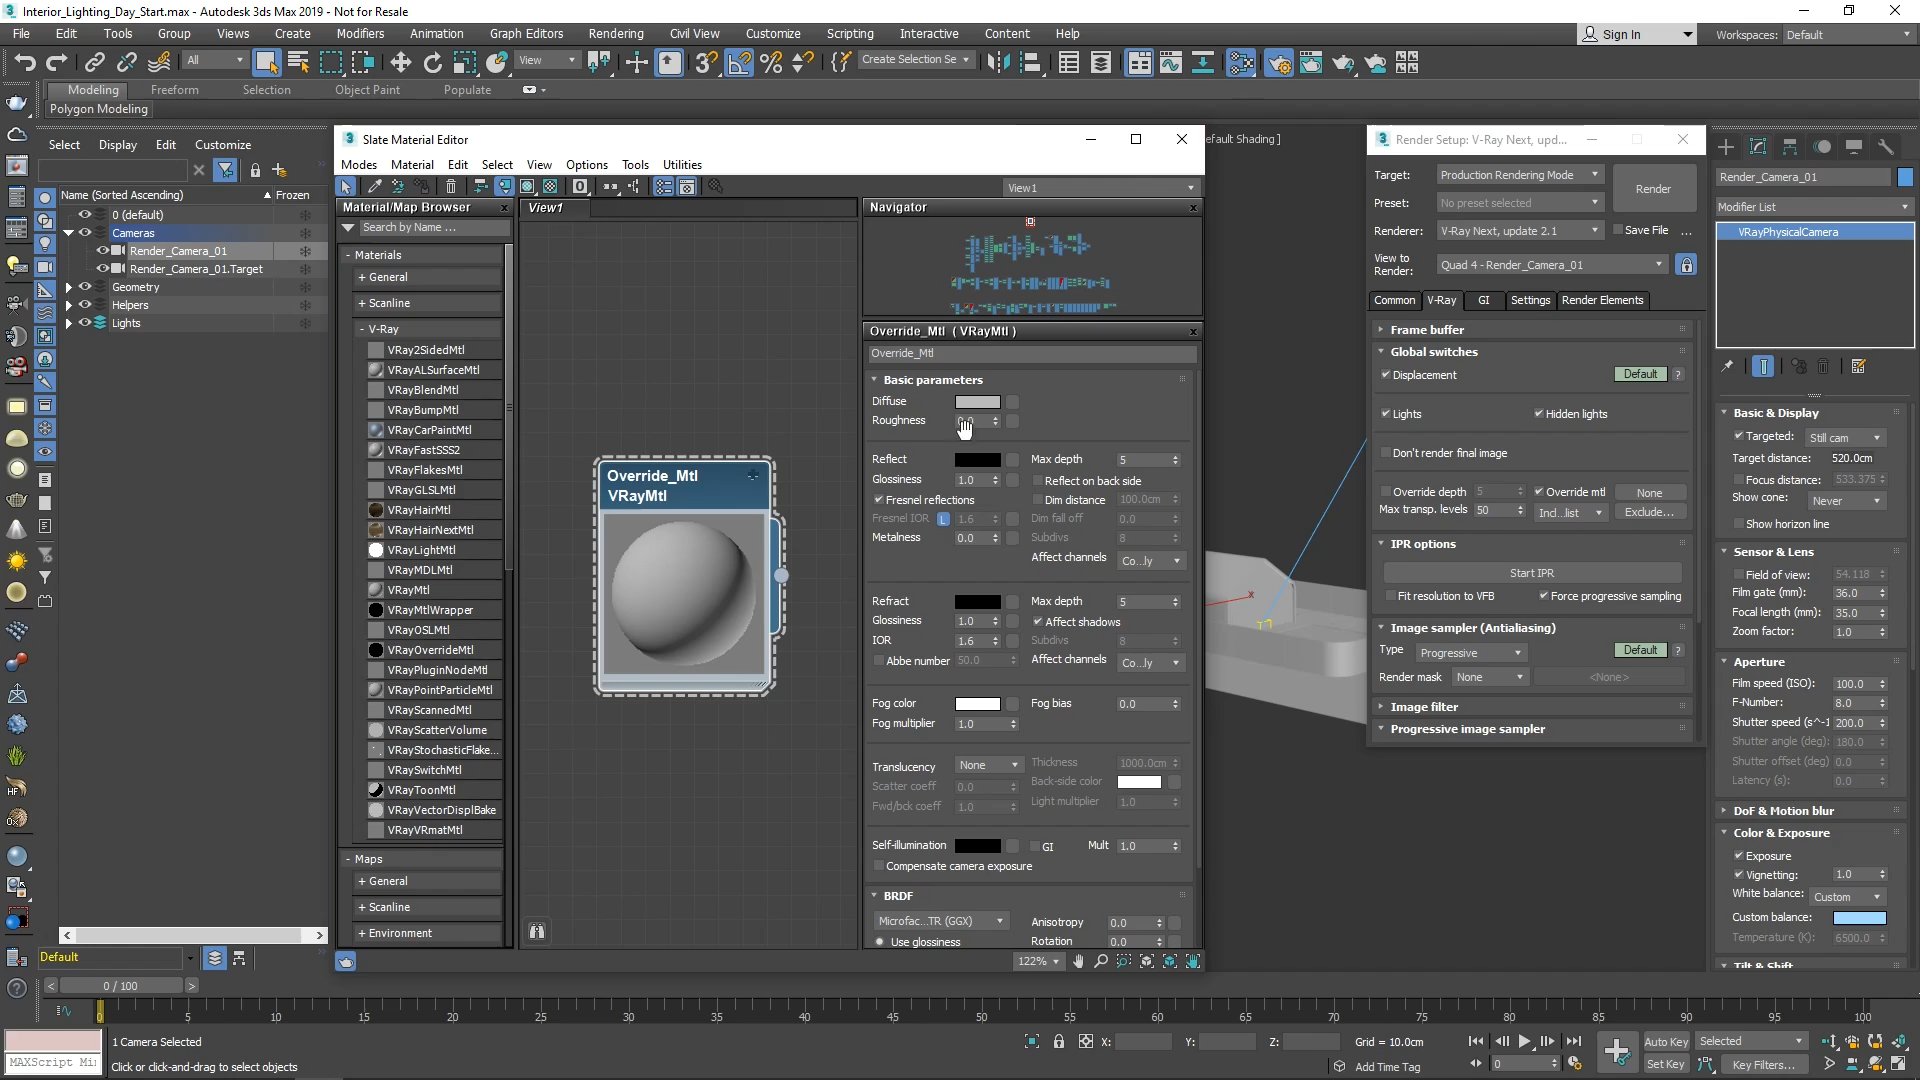 Interior_Lighting_Day_Start.max - Autodesk 3ds Max 2019 - Not for Resale
File Edit Tools Group Views Create Modifiers Animation Graph Editors Rendering Civil View Customize Scripting Interactive Content Help
Sign In Workspaces: Default
All View Create Selection Se
Modeling Freeform Selection Object Paint Populate
Polygon Modeling
Select Display Edit Customize
Name (Sorted Ascending) Frozen
0 (default)
Cameras
Render_Camera_01
Render_Camera_01.Target
Geometry
Helpers
Lights
Default
Slate Material Editor
Modes Material Edit Select View Options Tools Utilities
View1
Material/Map Browser
Search by Name ...
- Materials
+ General
+ Scanline
- V-Ray
VRay2SidedMtl
VRayALSurfaceMtl
VRayBlendMtl
VRayBumpMtl
VRayCarPaintMtl
VRayFastSSS2
VRayFlakesMtl
VRayGLSLMtl
VRayHairMtl
VRayHairNextMtl
VRayLightMtl
VRayMDLMtl
VRayMtl
VRayMtlWrapper
VRayOSLMtl
VRayOverrideMtl
VRayPluginNodeMtl
VRayPointParticleMtl
VRayScannedMtl
VRayScatterVolume
VRayStochasticFlake...
VRaySwitchMtl
VRayToonMtl
VRayVectorDisplBake
VRayVRmatMtl
- Maps
+ General
+ Scanline
+ Environment
View1
Override_Mtl
VRayMtl
Navigator
Override_Mtl ( VRayMtl )
Override_Mtl
Basic parameters
Diffuse
Roughness
Reflect Max depth 5
Glossiness 1.0 Reflect on back side
Fresnel reflections Dim distance 100.0cm
Fresnel IOR L 1.6 Dim fall off 0.0
Metalness 0.0 Subdivs 8
Affect channels Co...ly
Refract Max depth 5
Glossiness 1.0 Affect shadows
IOR 1.6 Subdivs 8
Abbe number 50.0 Affect channels Co...ly
Fog color Fog bias 0.0
Fog multiplier 1.0
Translucency None Thickness 1000.0cm
Scatter coeff 0.0 Back-side color
Fwd/bck coeff 1.0 Light multiplier 1.0
Self-illumination GI Mult 1.0
Compensate camera exposure
BRDF
Microfac...TR (GGX) Anisotropy 0.0
Use glossiness Rotation 0.0
122%
efault Shading ]
Render Setup: V-Ray Next, upd...
Target: Production Rendering Mode Render
Preset: No preset selected
Renderer: V-Ray Next, update 2.1 Save File ...
View to
Render: Quad 4 - Render_Camera_01
Common V-Ray GI Settings Render Elements
Frame buffer
Global switches
Displacement Default ?
Lights Hidden lights
Don't render final image
Override depth 5 Override mtl None
Max transp. levels 50 Incl...list Exclude...
IPR options
Start IPR
Fit resolution to VFB Force progressive sampling
Image sampler (Antialiasing)
Type Progressive Default ?
Render mask None <None>
Image filter
Progressive image sampler
Render_Camera_01
Modifier List
VRayPhysicalCamera
Basic & Display
Targeted: Still cam
Target distance: 520.0cm
Focus distance: 533.375
Show cone: Never
Show horizon line
Sensor & Lens
Field of view: 54.118
Film gate (mm): 36.0
Focal length (mm): 35.0
Zoom factor: 1.0
Aperture
Film speed (ISO): 100.0
F-Number: 8.0
Shutter speed (s^-1 200.0
Shutter angle (deg): 180.0
Shutter offset (deg) 0.0
Latency (s): 0.0
DoF & Motion blur
Color & Exposure
Exposure
Vignetting: 1.0
White balance: Custom
Custom balance:
Temperature (K): 6500.0
Tilt & Shift
0 / 100
0 5 10 15 20 25 30 35 40 45 50 55 60 65 70 75 80 85 90 95 100
1 Camera Selected X: Y: Z: Grid = 10.0cm Auto Key Selected
MAXScript Mi Click or click-and-drag to select objects Add Time Tag 0 Set Key Key Filters...